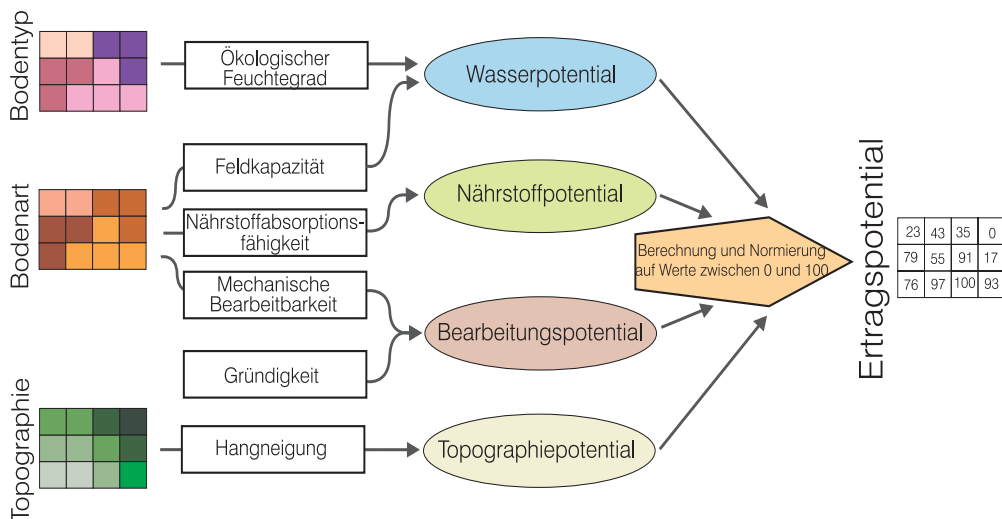 Bodentyp
Ökologischer
Feuchtegrad
Wasserpotential
Bodenart
Feldkapazität
Nährstoffabsorptions-
fähigkeit
Mechanische
Bearbeitbarkeit
Nährstoffpotential
Gründigkeit
Bearbeitungspotential
Topographie
Hangneigung
Topographiepotential
Berechnung und Normierung
auf Werte zwischen 0 und 100
Ertragspotential
23 43 35 0
79 55 91 17
76 97 100 93